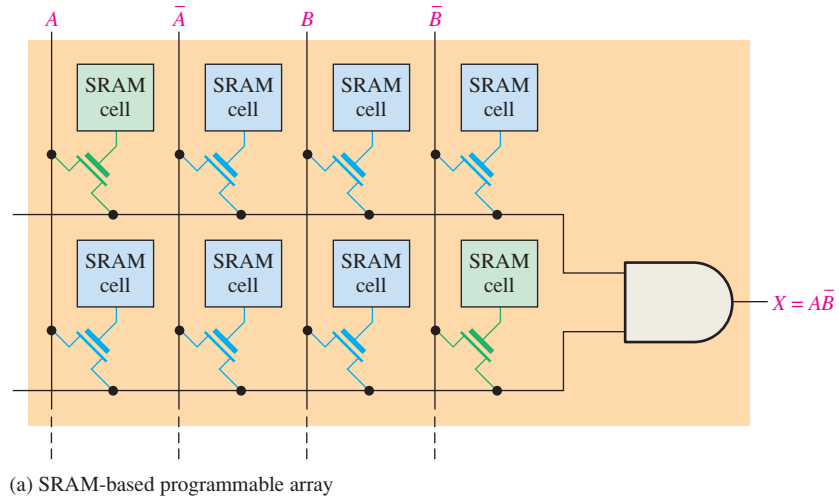 A A̅ B B̅
SRAM cell SRAM cell SRAM cell SRAM cell
SRAM cell SRAM cell SRAM cell SRAM cell
X = AB̅
(a) SRAM-based programmable array